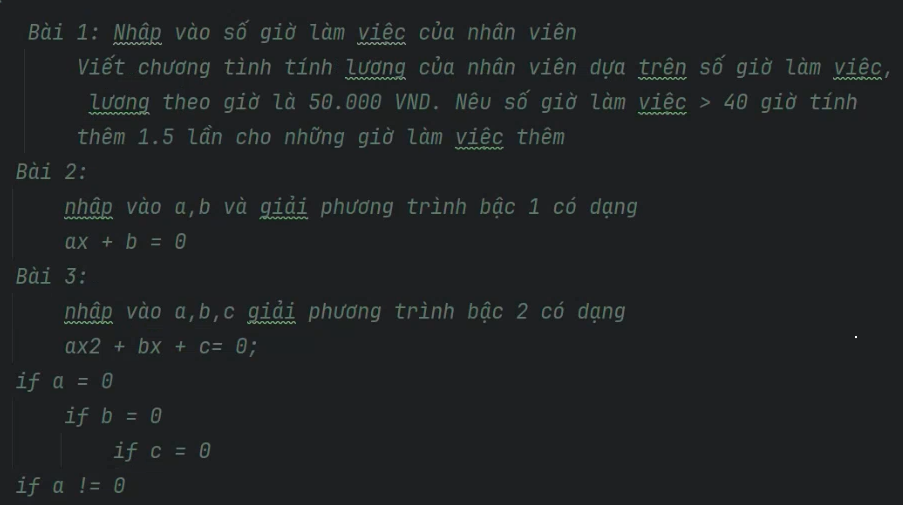 Bài 1: Nhập vào số giờ làm việc của nhân viên
Viết chương tình tính lương của nhân viên dựa trên số giờ làm việc,
lương theo giờ là 50.000 VND. Nêu số giờ làm việc > 40 giờ tính
thêm 1.5 lần cho những giờ làm việc thêm
Bài 2:
nhập vào a,b và giải phương trình bậc 1 có dạng
ax + b = 0
Bài 3:
nhập vào a,b,c giải phương trình bậc 2 có dạng
ax2 + bx + c= 0;
if a = 0
if b = 0
if c = 0
if a != 0